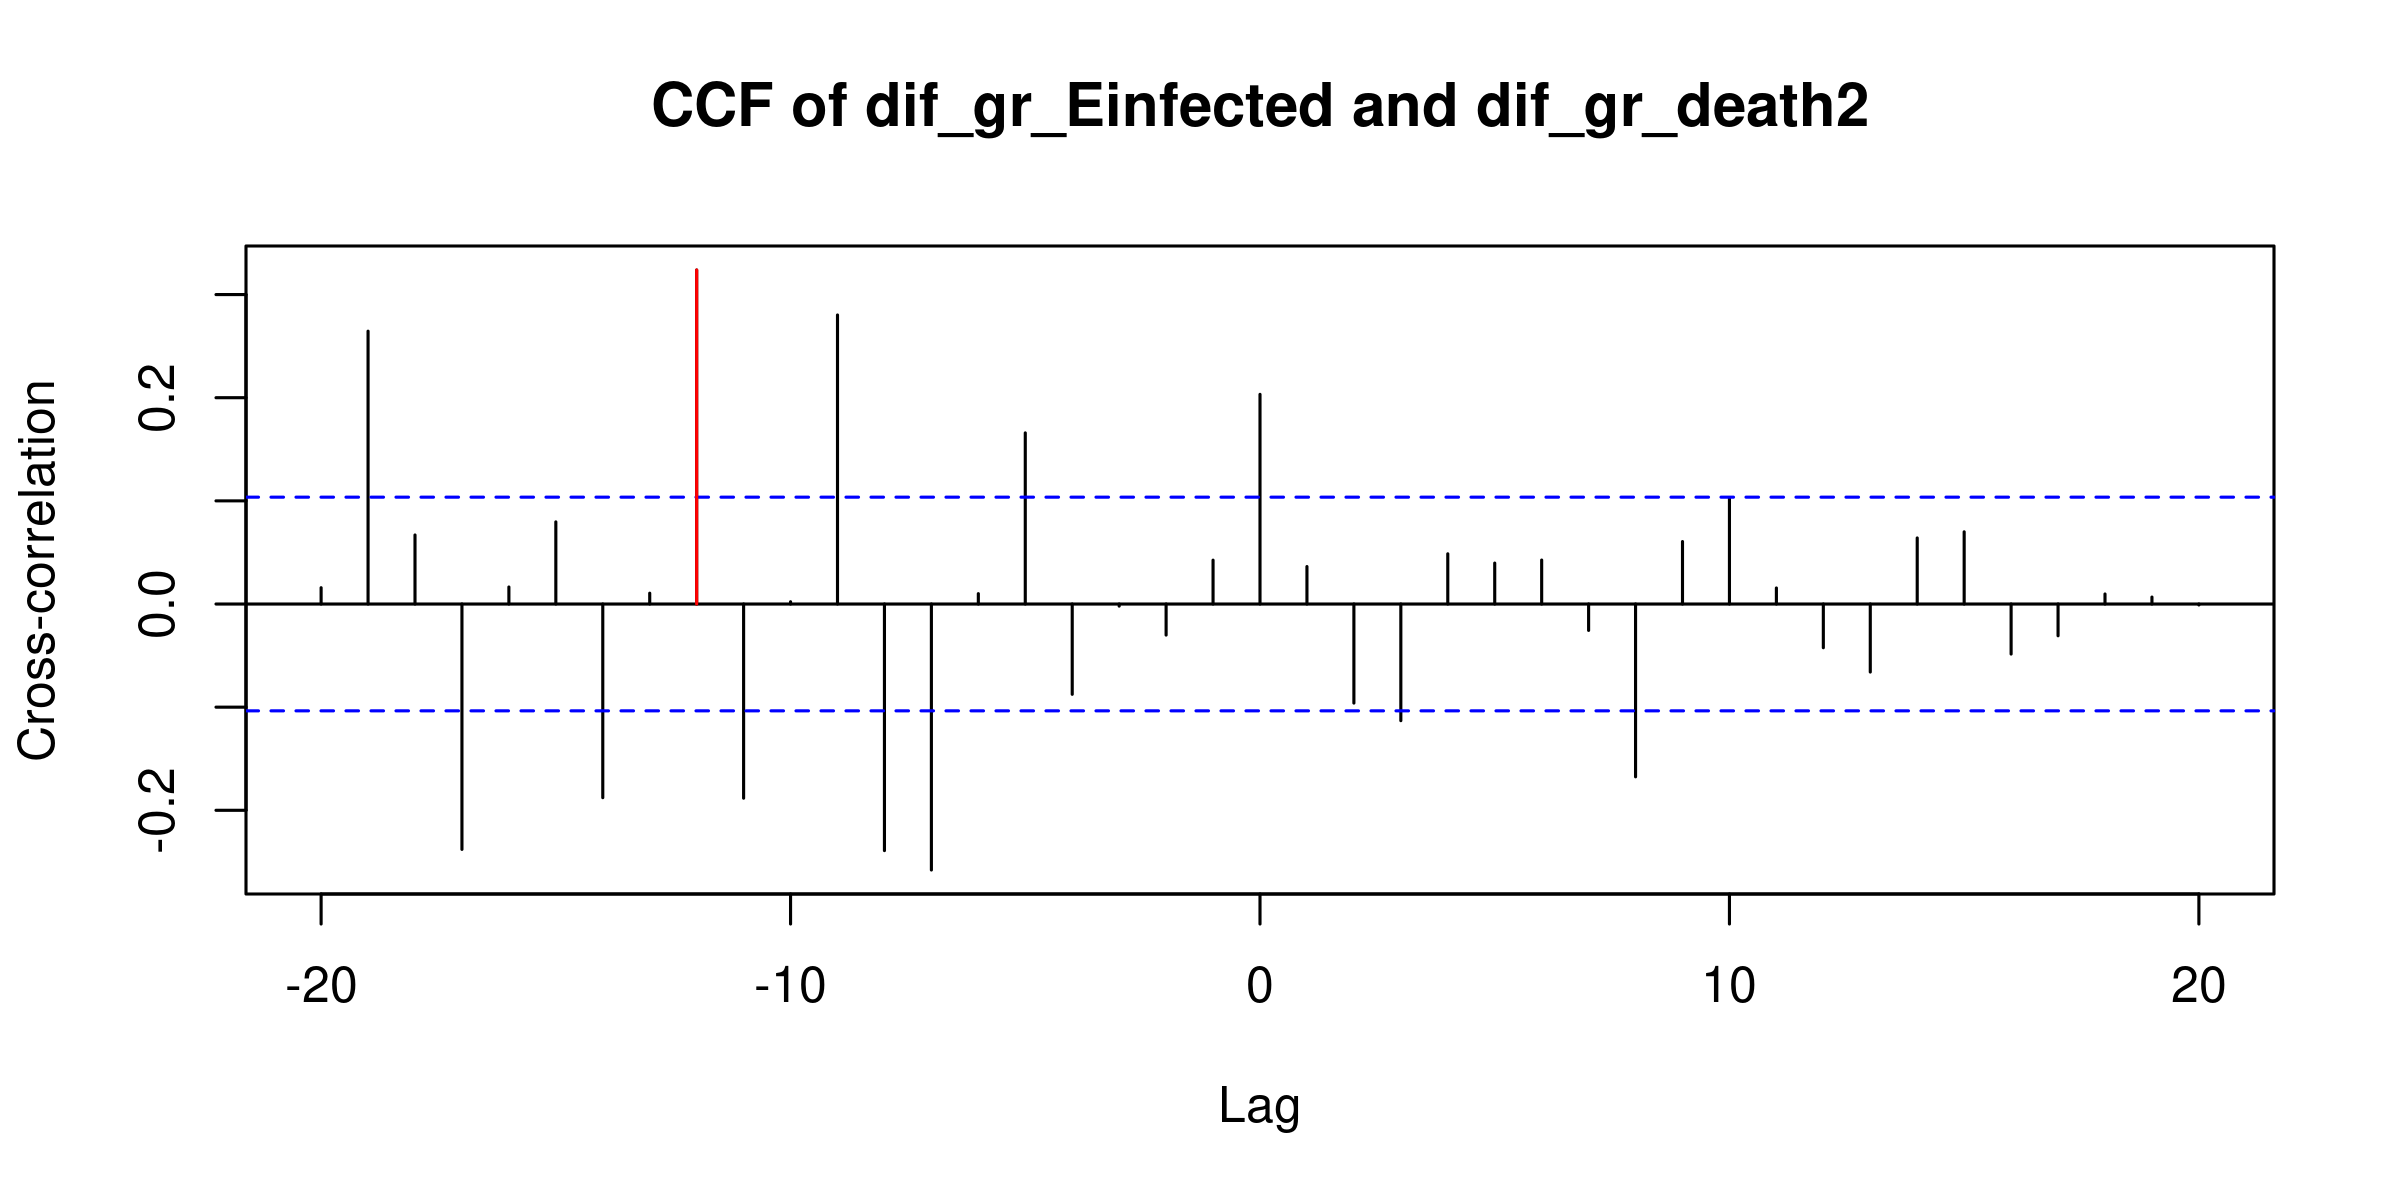 CCF of dif_gr_Einfected and dif_gr_death2
Cross-correlation
0.2
0.0
-0.2
-20 -10 0 10 20
Lag